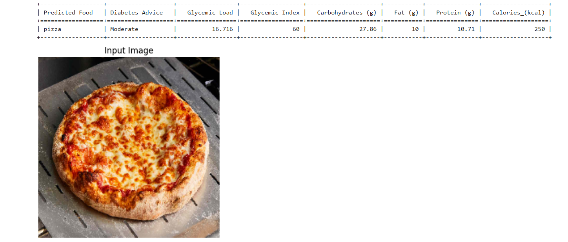 | Predicted Food | Diabetes Advice | Glycemic Load | Glycemic Index | Carbohydrates (g) | Fat (g) | Protein (g) | Calories_(kcal) |
| pizza | Moderate | 16.716 | 60 | 27.86 | 10 | 10.71 | 250 |
Input Image